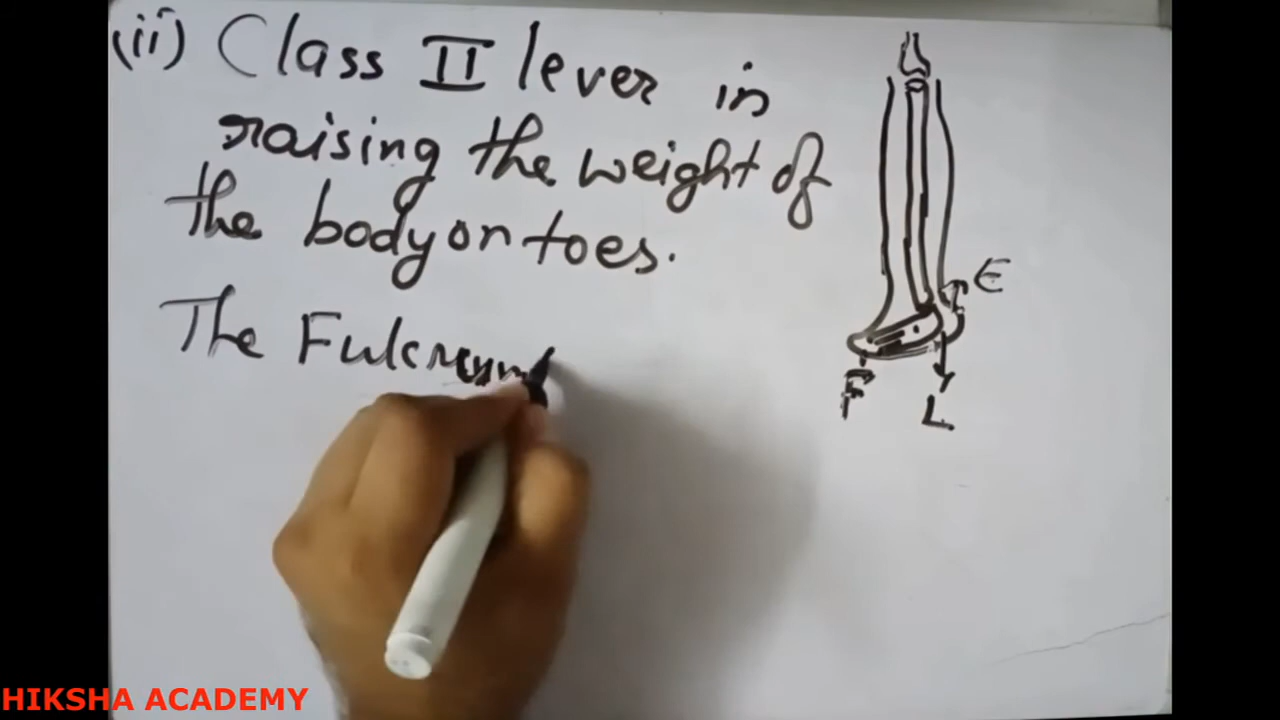 (ii) Class II lever in
raising the weight of
the body on toes.
The Fulcrum
E
F
L
HIKSHA ACADEMY